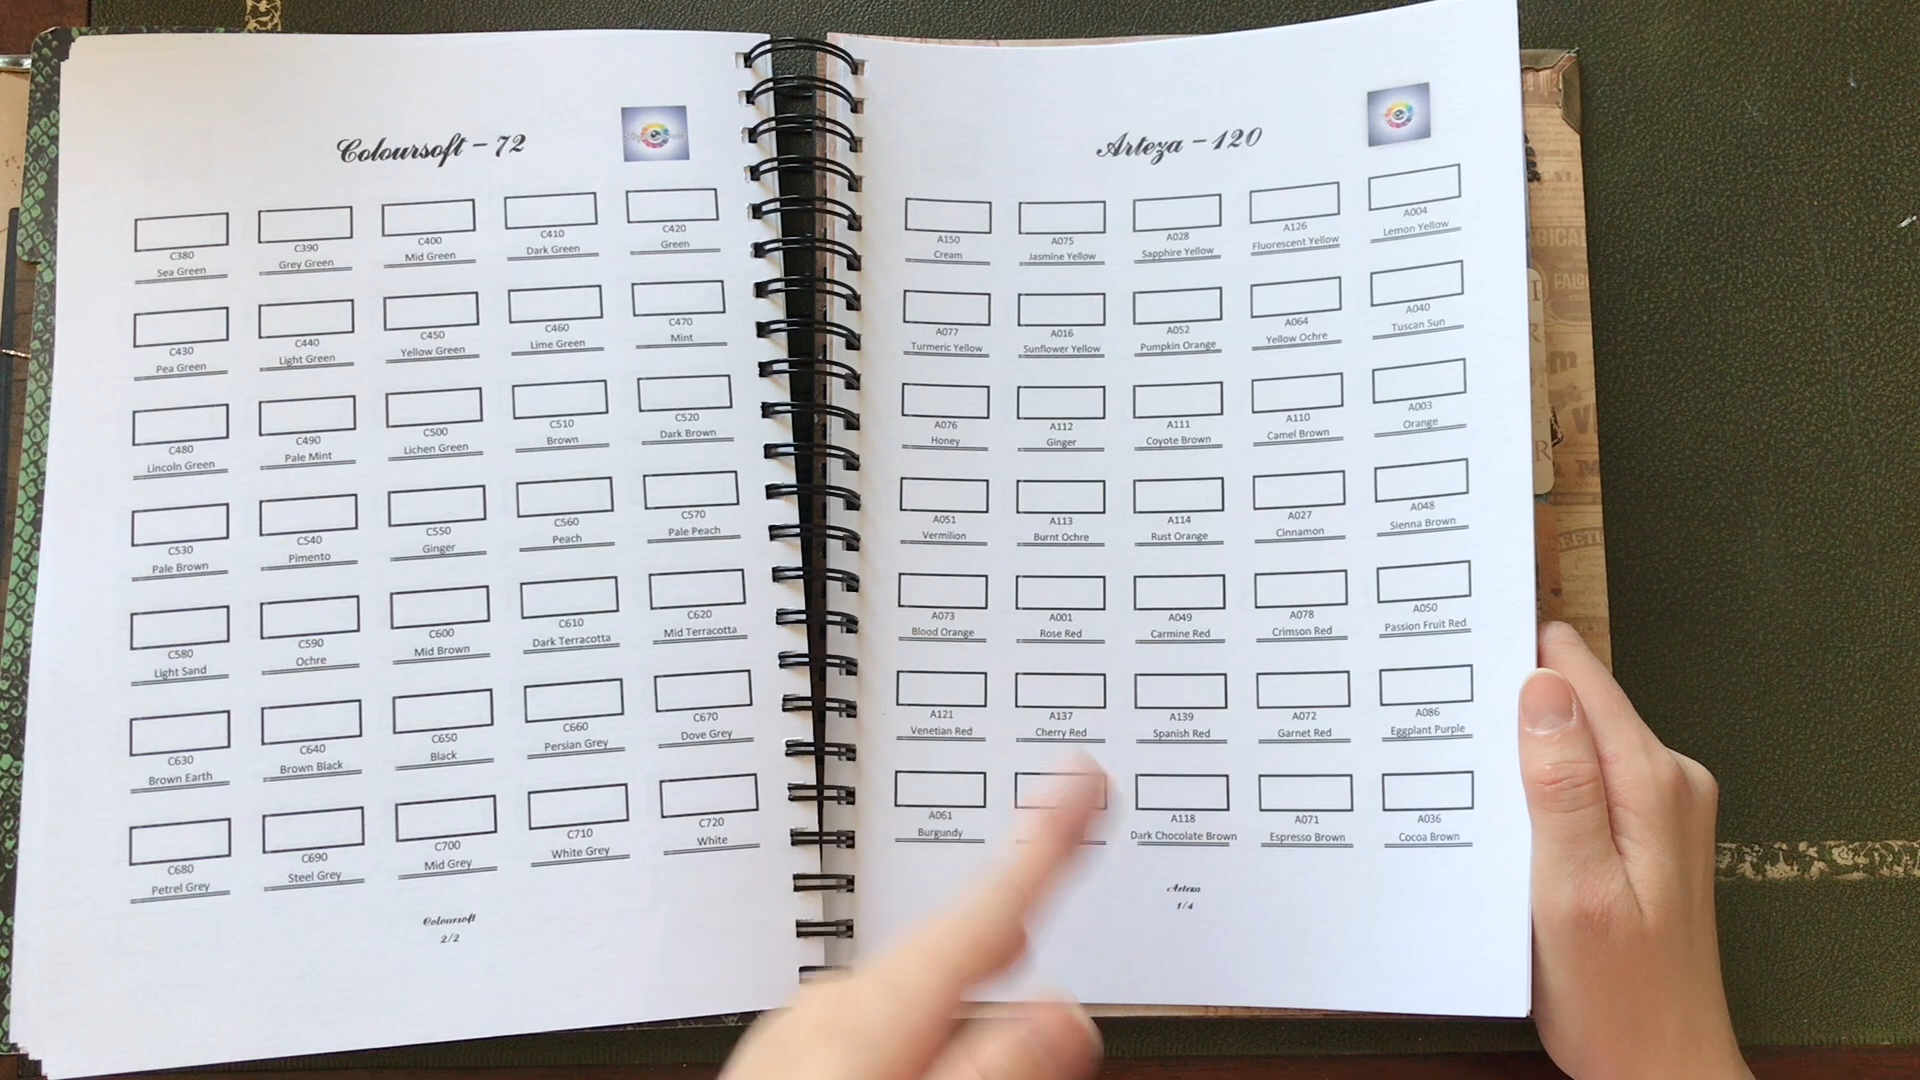 Coloursoft - 72
C380 C390 C400 C410 C420
Sea Green Grey Green Mid Green Dark Green Green
C430 C440 C450 C460 C470
Pea Green Light Green Yellow Green Lime Green Mint
C480 C490 C500 C510 C520
Lincoln Green Pale Mint Lichen Green Brown Dark Brown
C530 C540 C550 C560 C570
Pale Brown Pimento Ginger Peach Pale Peach
C580 C590 C600 C610 C620
Light Sand Ochre Mid Brown Dark Terracotta Mid Terracotta
C630 C640 C650 C660 C670
Brown Earth Brown Black Black Persian Grey Dove Grey
C680 C690 C700 C710 C720
Petrel Grey Steel Grey Mid Grey White Grey White
Coloursoft
2/2
Arteza - 120
A150 A075 A028 A126 A004
Cream Jasmine Yellow Sapphire Yellow Fluorescent Yellow Lemon Yellow
A077 A016 A052 A064 A040
Turmeric Yellow Sunflower Yellow Pumpkin Orange Yellow Ochre Tuscan Sun
A076 A112 A111 A110 A003
Honey Ginger Coyote Brown Camel Brown Orange
A051 A113 A114 A027 A048
Vermilion Burnt Ochre Rust Orange Cinnamon Sienna Brown
A073 A001 A049 A078 A050
Blood Orange Rose Red Carmine Red Crimson Red Passion Fruit Red
A121 A137 A139 A072 A086
Venetian Red Cherry Red Spanish Red Garnet Red Eggplant Purple
A061 A118 A071 A036
Burgundy Dark Chocolate Brown Espresso Brown Cocoa Brown
Arteza
1/4